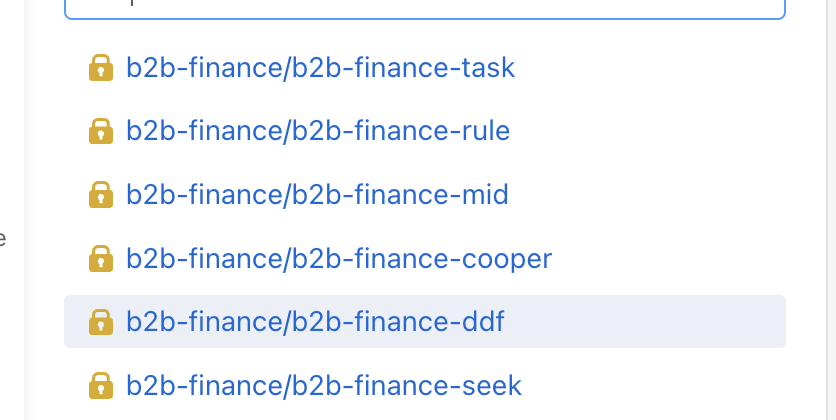 b2b-finance/b2b-finance-task
b2b-finance/b2b-finance-rule
b2b-finance/b2b-finance-mid
b2b-finance/b2b-finance-cooper
b2b-finance/b2b-finance-ddf
b2b-finance/b2b-finance-seek